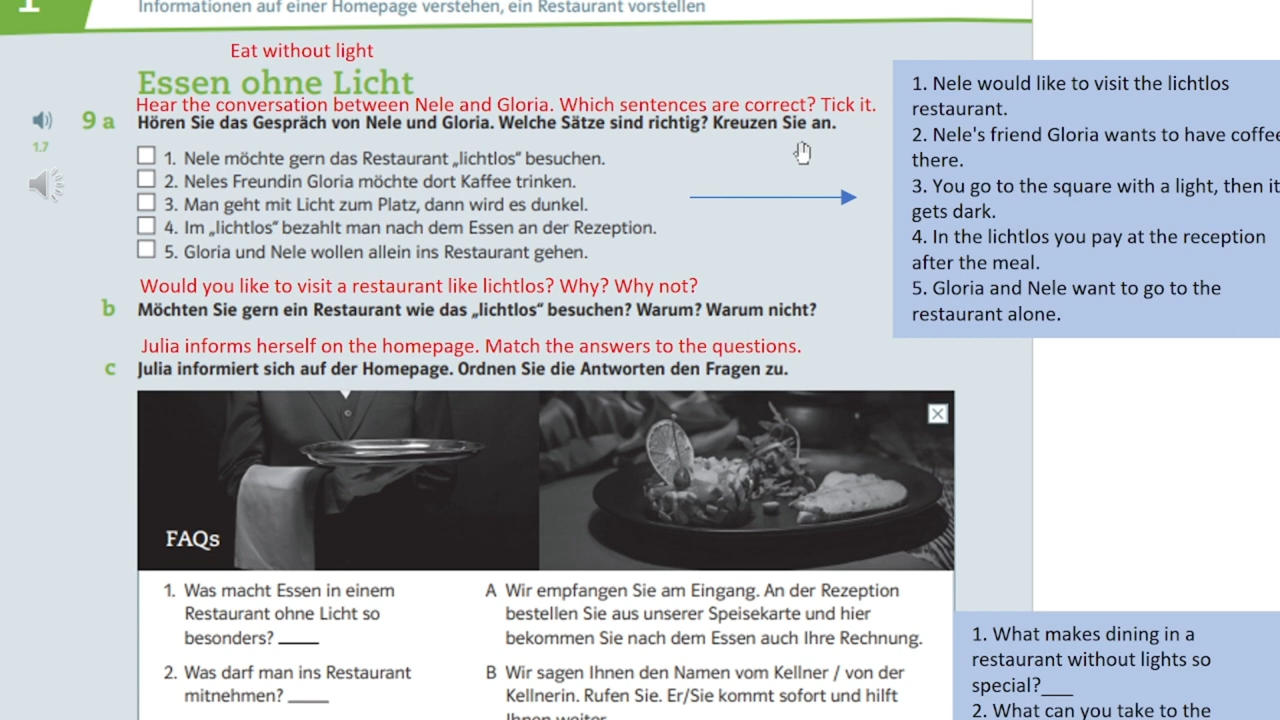 Informationen auf einer Homepage verstehen, ein Restaurant vorstellen
Eat without light
Essen ohne Licht
Hear the conversation between Nele and Gloria. Which sentences are correct? Tick it.
9 a Hören Sie das Gespräch von Nele und Gloria. Welche Sätze sind richtig? Kreuzen Sie an.
1.7
1. Nele möchte gern das Restaurant „lichtlos“ besuchen.
2. Neles Freundin Gloria möchte dort Kaffee trinken.
3. Man geht mit Licht zum Platz, dann wird es dunkel.
4. Im „lichtlos“ bezahlt man nach dem Essen an der Rezeption.
5. Gloria und Nele wollen allein ins Restaurant gehen.
1. Nele would like to visit the lichtlos
restaurant.
2. Nele's friend Gloria wants to have coffee
there.
3. You go to the square with a light, then it
gets dark.
4. In the lichtlos you pay at the reception
after the meal.
5. Gloria and Nele want to go to the
restaurant alone.
Would you like to visit a restaurant like lichtlos? Why? Why not?
b Möchten Sie gern ein Restaurant wie das „lichtlos“ besuchen? Warum? Warum nicht?
Julia informs herself on the homepage. Match the answers to the questions.
c Julia informiert sich auf der Homepage. Ordnen Sie die Antworten den Fragen zu.
FAQs
1. Was macht Essen in einem
Restaurant ohne Licht so
besonders? ____
2. Was darf man ins Restaurant
mitnehmen? ____
A Wir empfangen Sie am Eingang. An der Rezeption
bestellen Sie aus unserer Speisekarte und hier
bekommen Sie nach dem Essen auch Ihre Rechnung.
B Wir sagen Ihnen den Namen vom Kellner / von der
Kellnerin. Rufen Sie. Er/Sie kommt sofort und hilft
Ihnen weiter.
1. What makes dining in a
restaurant without lights so
special?___
2. What can you take to the